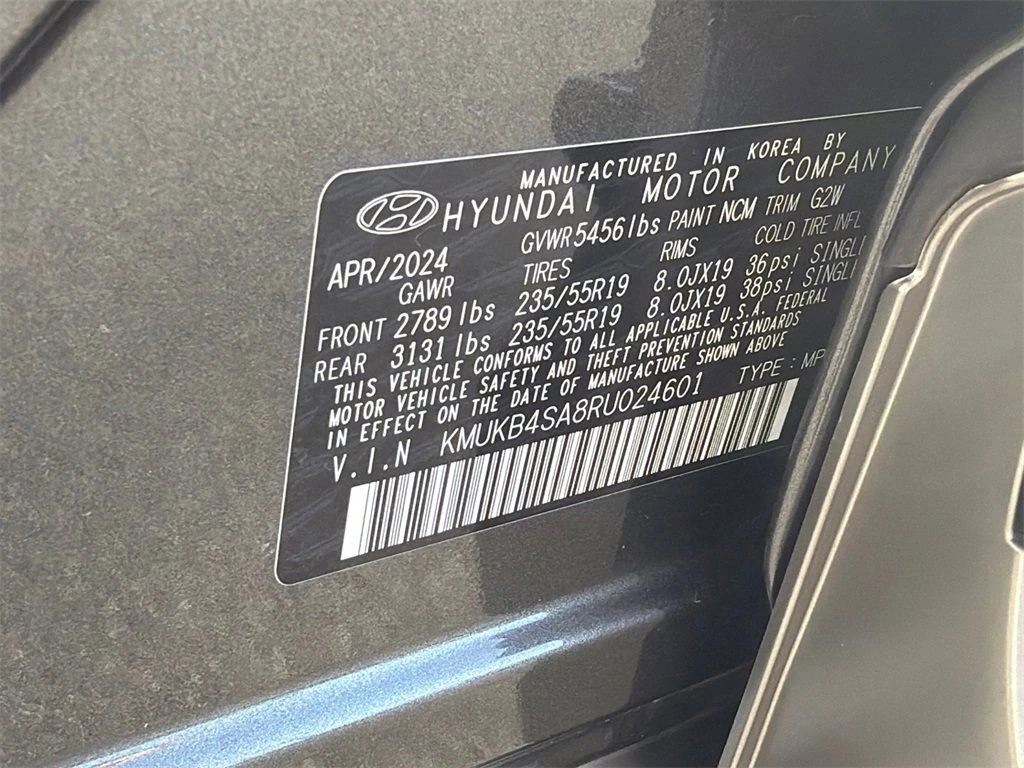 MANUFACTURED IN KOREA BY
HYUNDAI MOTOR COMPANY
APR/2024 GVWR 5456 lbs PAINT NCM TRIM G2W
GAWR TIRES RIMS COLD TIRE INFL
FRONT 2789 lbs 235/55R19 8.0JX19 36psi SINGL
REAR 3131 lbs 235/55R19 8.0JX19 38psi SINGL
THIS VEHICLE CONFORMS TO ALL APPLICABLE U.S.A. FEDERAL
MOTOR VEHICLE SAFETY AND THEFT PREVENTION STANDARDS
IN EFFECT ON THE DATE OF MANUFACTURE SHOWN ABOVE
V.I.N KMUKB4SA8RU024601 TYPE : MP